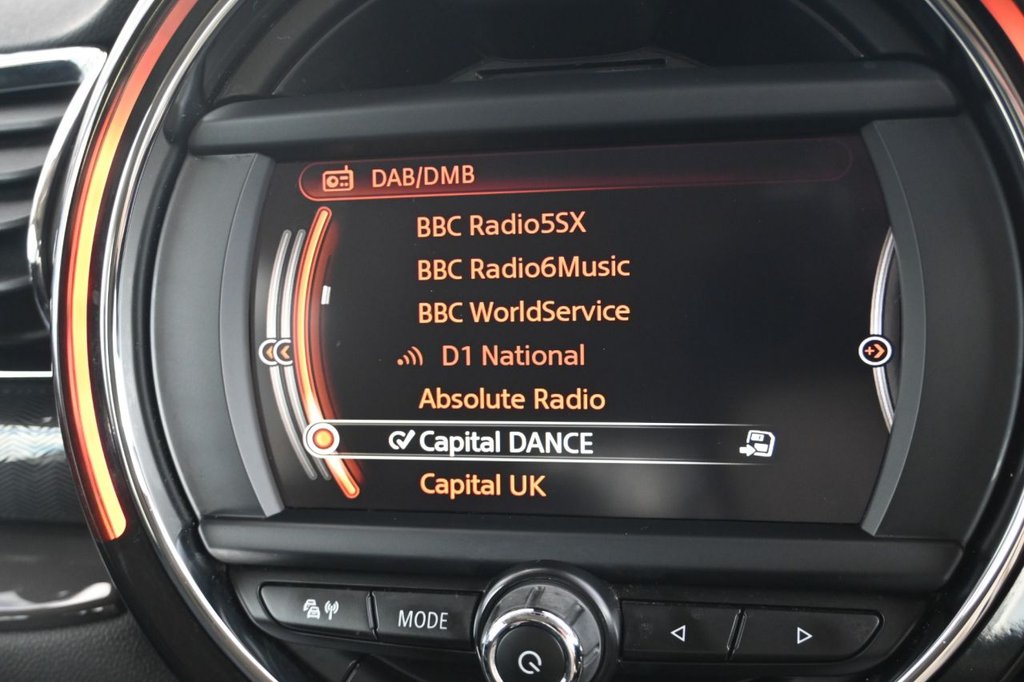 DAB/DMB
BBC Radio5SX
BBC Radio6Music
BBC WorldService
D1 National
Absolute Radio
Capital DANCE
Capital UK
MODE